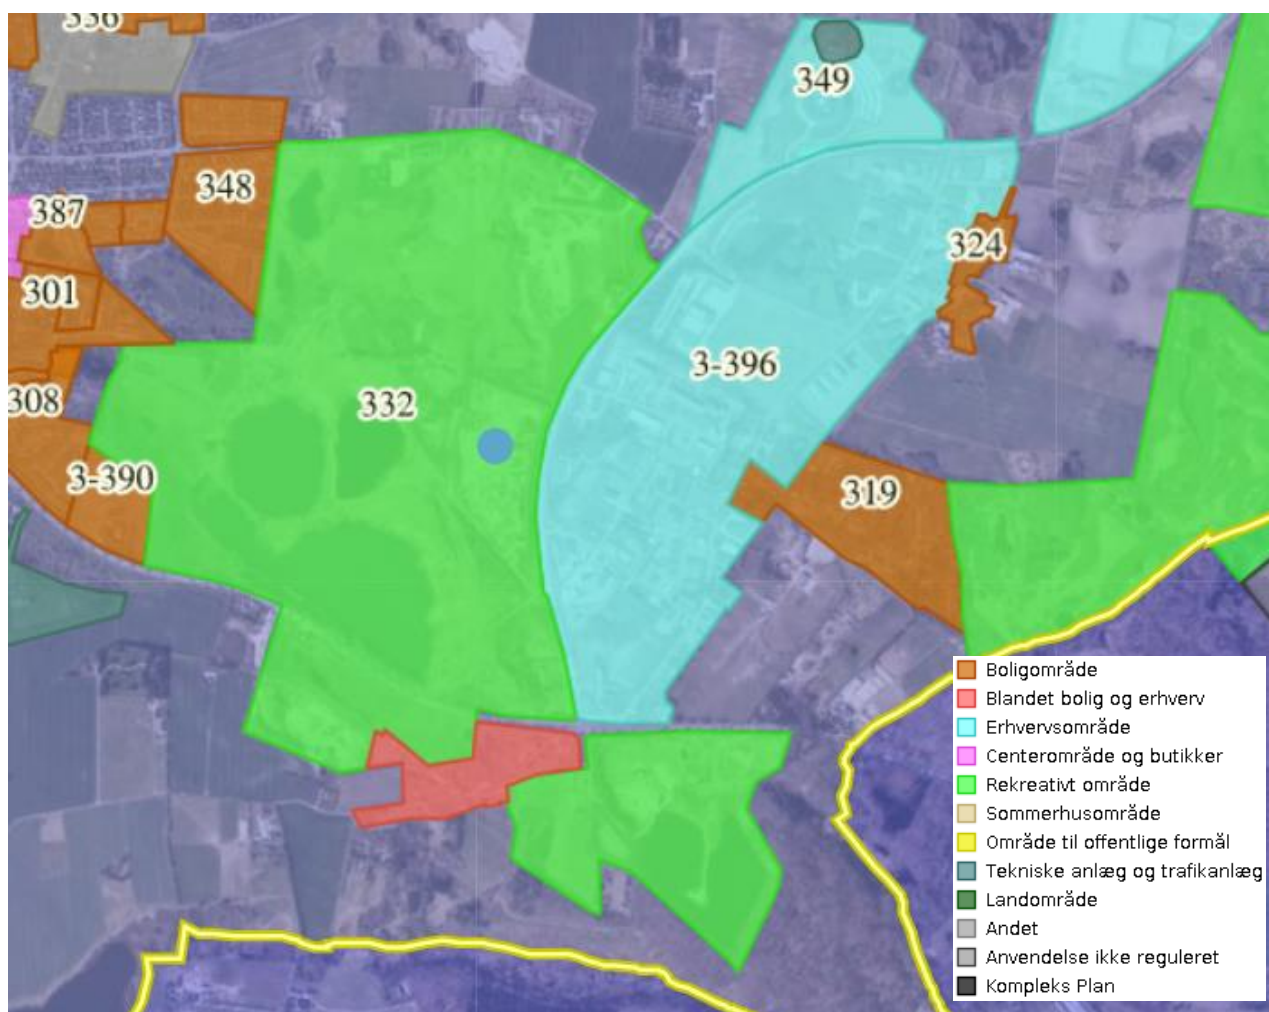 336
349
348
387
324
301
3-396
332
308
3-390
319
Boligområde
Blandet bolig og erhverv
Erhvervsområde
Centerområde og butikker
Rekreativt område
Sommerhusområde
Område til offentlige formål
Tekniske anlæg og trafikanlæg
Landområde
Andet
Anvendelse ikke reguleret
Kompleks Plan